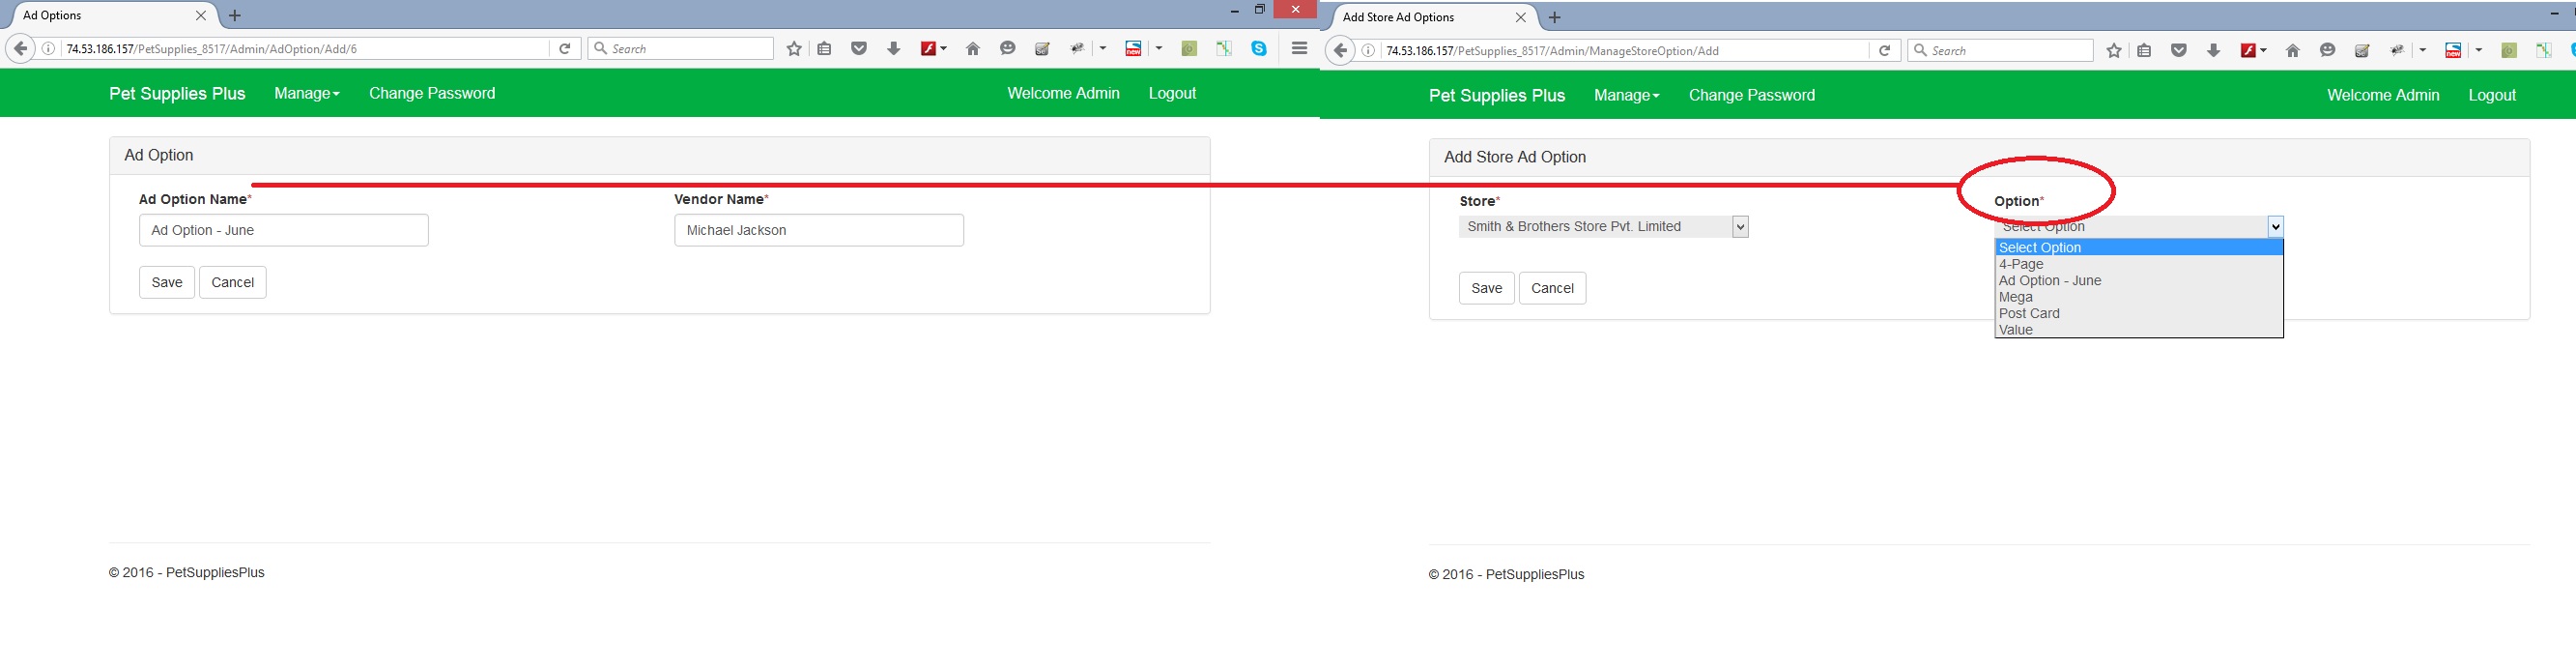 Ad Options
74.53.186.157/PetSupplies_8517/Admin/AdOption/Add/6
Search
Pet Supplies Plus Manage Change Password Welcome Admin Logout
Ad Option
Ad Option Name* Vendor Name*
Ad Option - June Michael Jackson
Save Cancel
© 2016 - PetSuppliesPlus
Add Store Ad Options
74.53.186.157/PetSupplies_8517/Admin/ManageStoreOption/Add
Search
Pet Supplies Plus Manage Change Password Welcome Admin Logout
Add Store Ad Option
Store* Option*
Smith & Brothers Store Pvt. Limited Select Option
Select Option
4-Page
Ad Option - June
Mega
Post Card
Value
Save Cancel
© 2016 - PetSuppliesPlus